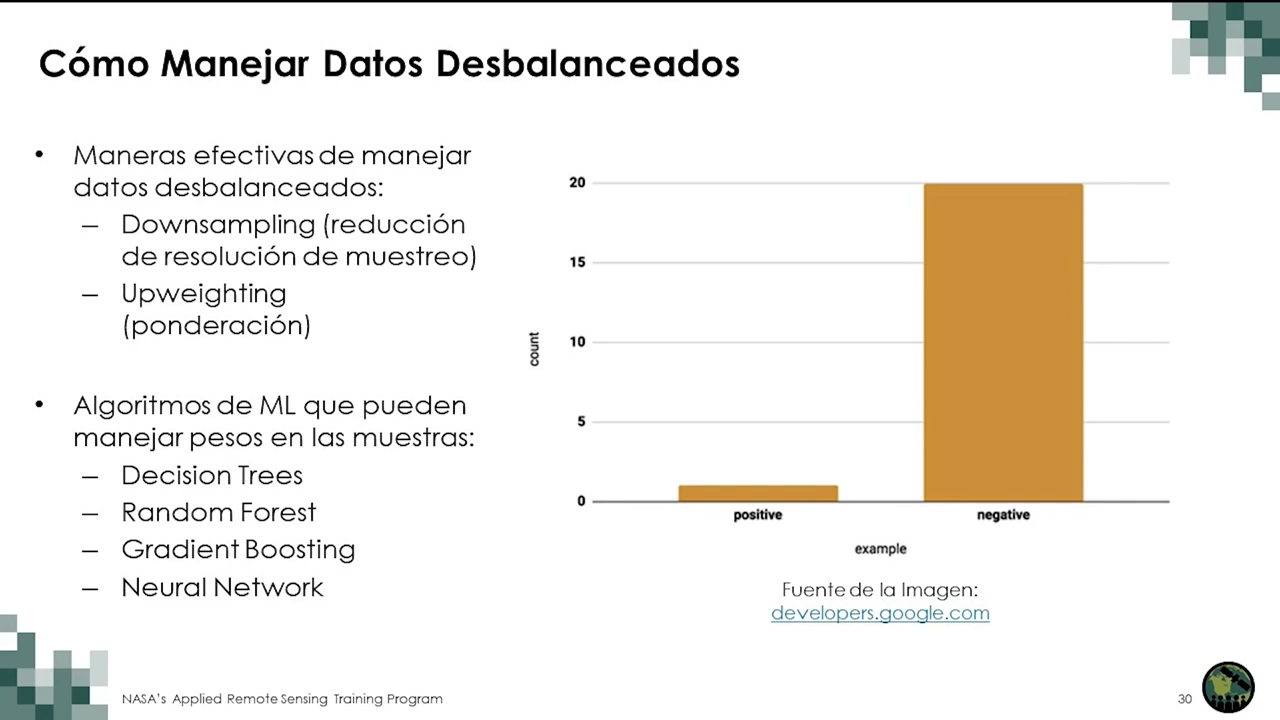 Cómo Manejar Datos Desbalanceados
• Maneras efectivas de manejar
datos desbalanceados:
– Downsampling (reducción
de resolución de muestreo)
– Upweighting
(ponderación)
• Algoritmos de ML que pueden
manejar pesos en las muestras:
– Decision Trees
– Random Forest
– Gradient Boosting
– Neural Network
20
15
10
5
0
count
positive
negative
example
Fuente de la Imagen:
developers.google.com
NASA's Applied Remote Sensing Training Program
30